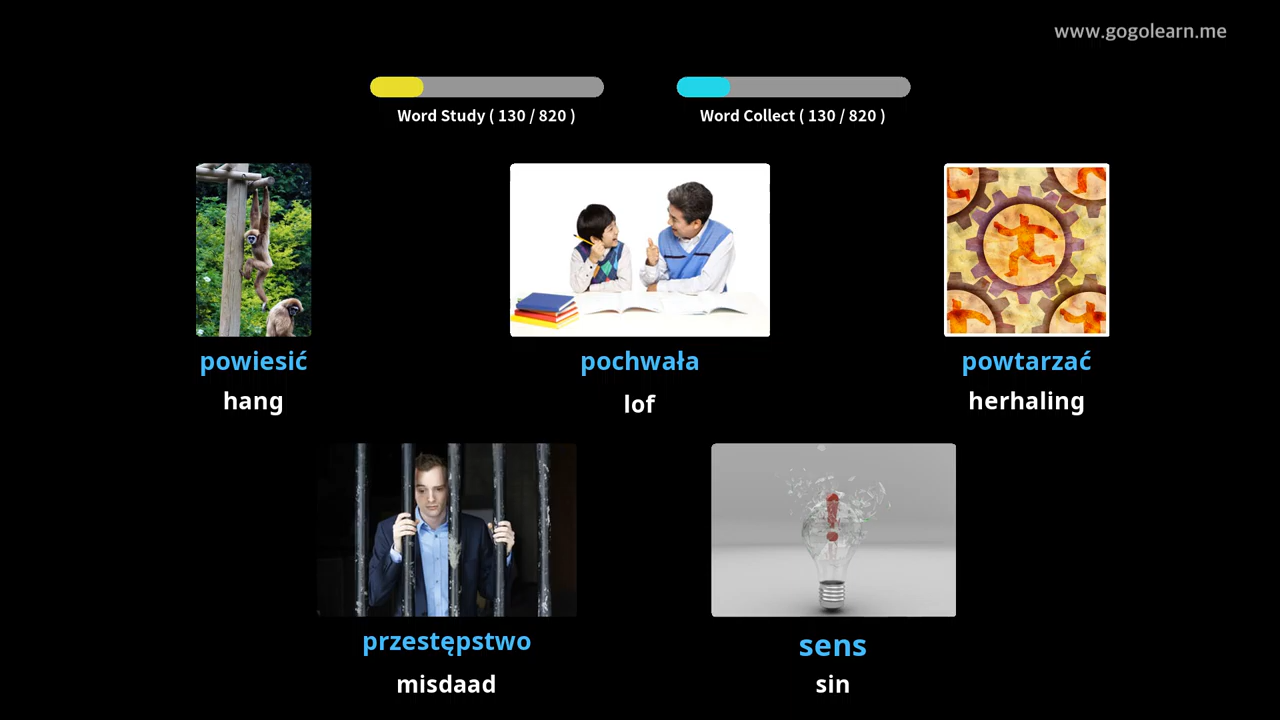 www.gogolearn.me
Word Study ( 130 / 820 )
Word Collect ( 130 / 820 )
powiesić
hang
pochwała
lof
powtarzać
herhaling
przestępstwo
misdaad
sens
sin